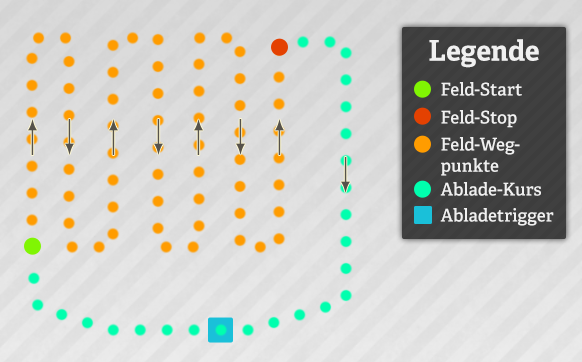 Legende
Feld-Start
Feld-Stop
Feld-Weg-
punkte
Ablade-Kurs
Abladetrigger